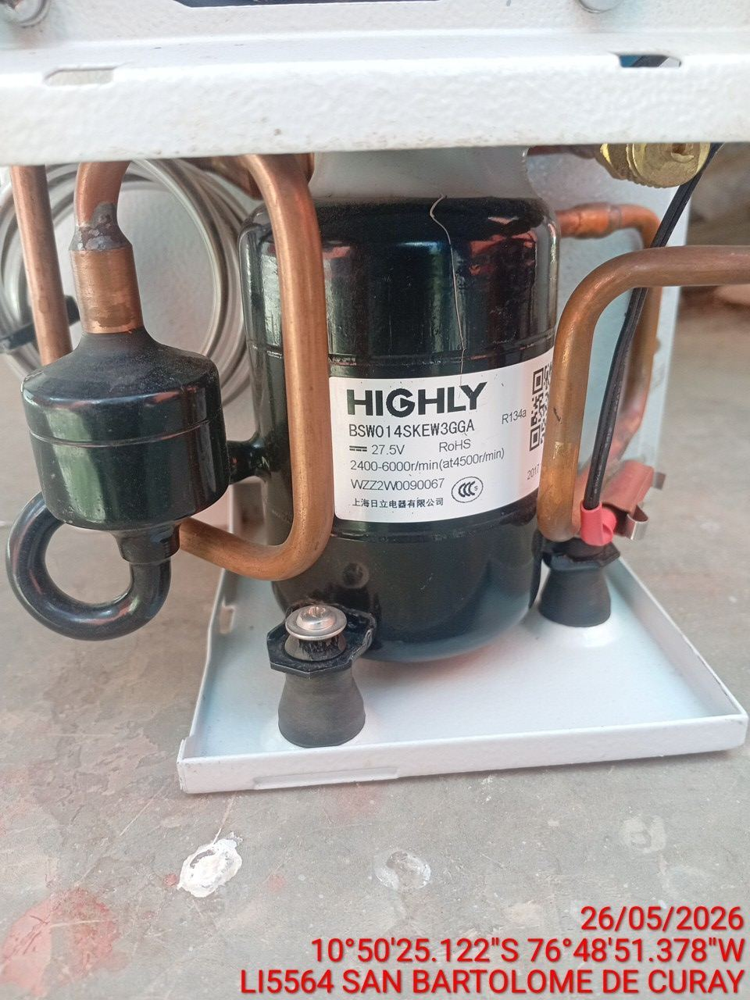 HIGHLY
BSW014SKEW3GGA
R134a
27.5V RoHS
2400-6000r/min(at4500r/min)
WZZ2W0090067
2017
CCC S
上海日立电器有限公司
26/05/2026
10°50'25.122"S 76°48'51.378"W
LI5564 SAN BARTOLOME DE CURAY